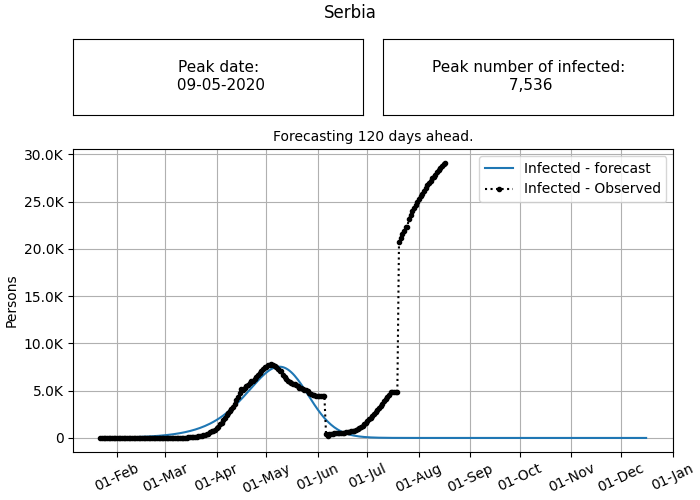 Serbia
Peak date:
09-05-2020
Peak number of infected:
7,536
Forecasting 120 days ahead.
Infected - forecast
Infected - Observed
Persons
30.0K
25.0K
20.0K
15.0K
10.0K
5.0K
0
01-Feb
01-Mar
01-Apr
01-May
01-Jun
01-Jul
01-Aug
01-Sep
01-Oct
01-Nov
01-Dec
01-Jan